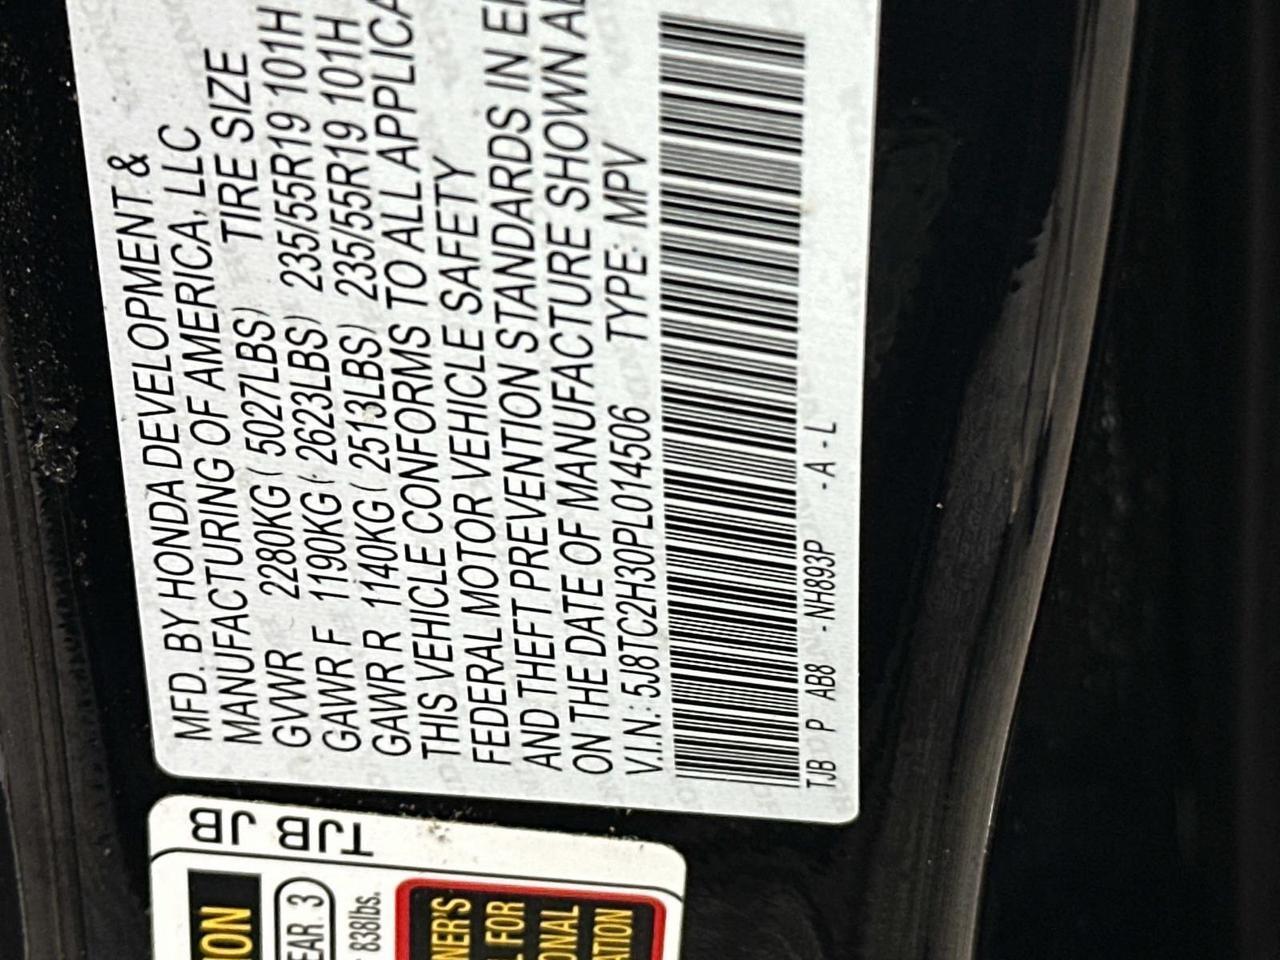 MFD. BY HONDA DEVELOPMENT &
MANUFACTURING OF AMERICA, LLC
GVWR 2280KG( 5027LBS) TIRE SIZE
GAWR F 1190KG( 2623LBS) 235/55R19 101H
GAWR R 1140KG( 2513LBS) 235/55R19 101H
THIS VEHICLE CONFORMS TO ALL APPLICA
FEDERAL MOTOR VEHICLE SAFETY
AND THEFT PREVENTION STANDARDS IN E
ON THE DATE OF MANUFACTURE SHOWN A
V.I.N.: 5J8TC2H30PL014506 TYPE: MPV
TJB P AB8 - NH893P - A - L
TJB
JB
ION
EAR 3
838lbs.
NER'S
L FOR
ONAL
ATION